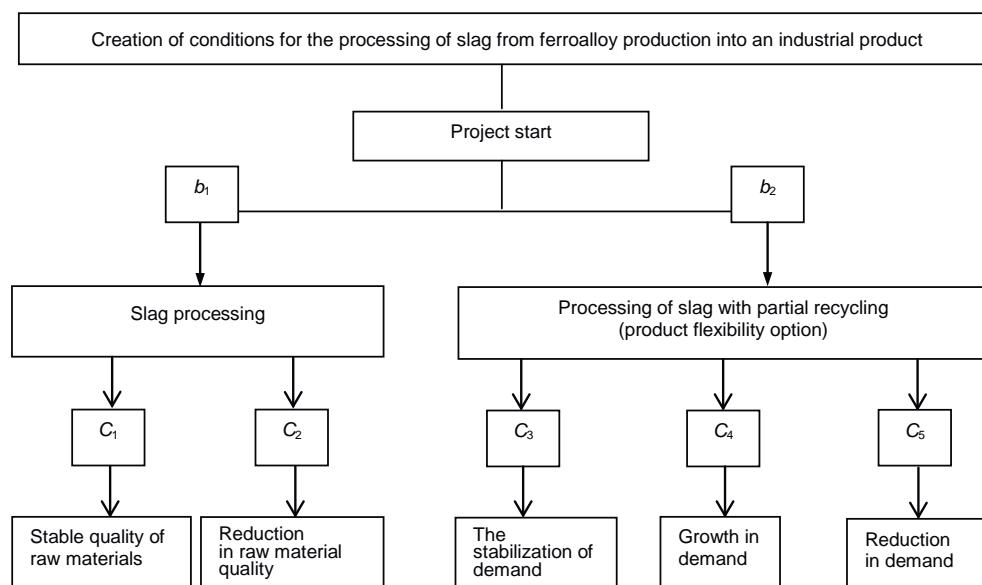 Creation of conditions for the processing of slag from ferroalloy production into an industrial product
Project start
b₁
b₂
Slag processing
Processing of slag with partial recycling
(product flexibility option)
C₁
C₂
C₃
C₄
C₅
Stable quality of
raw materials
Reduction
in raw material
quality
The
stabilization of
demand
Growth in
demand
Reduction
in demand